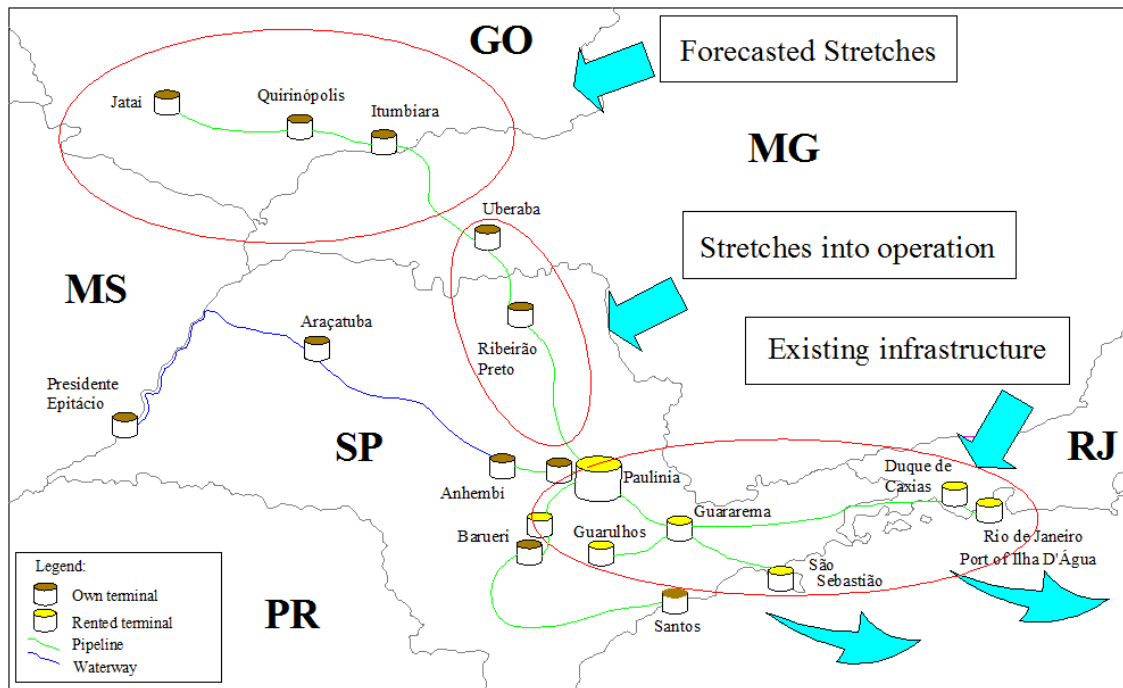 GO
Forecasted Stretches
Jatai
Quirinópolis
Itumbiara
MG
Uberaba
Stretches into operation
MS
Araçatuba
Ribeirão
Preto
Existing infrastructure
Presidente
Epitácio
SP
RJ
Anhembi
Paulinia
Duque de
Caxias
Guararema
Barueri
Guarulhos
Rio de Janeiro
Port of Ilha D'Água
São
Sebastião
Santos
PR
Legend:
Own terminal
Rented terminal
Pipeline
Waterway